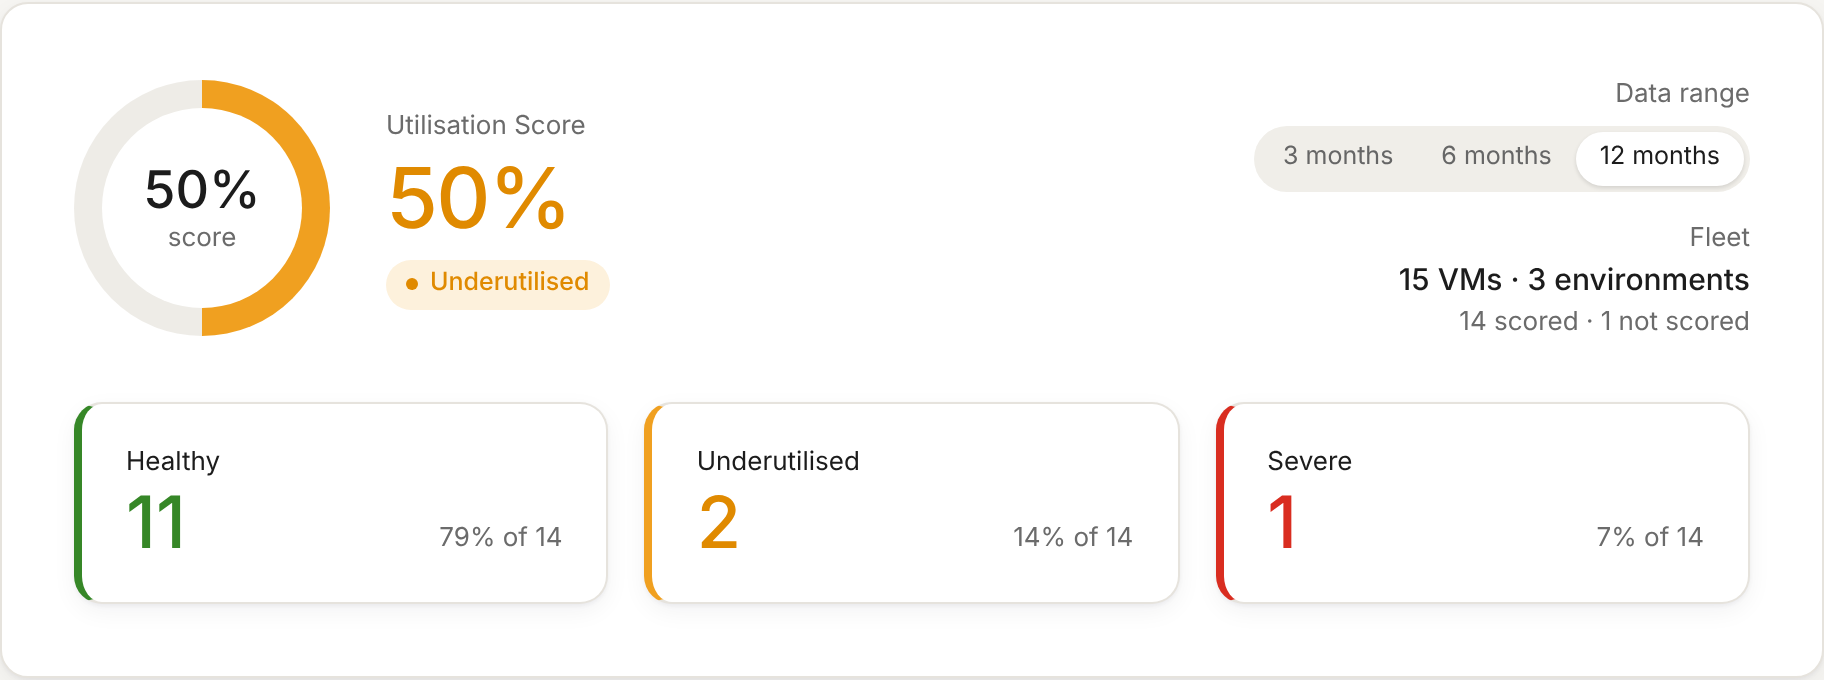 50%
score
Utilisation Score
50%
Underutilised
Data range
3 months
6 months
12 months
Fleet
15 VMs · 3 environments
14 scored · 1 not scored
Healthy
11
79% of 14
Underutilised
2
14% of 14
Severe
1
7% of 14